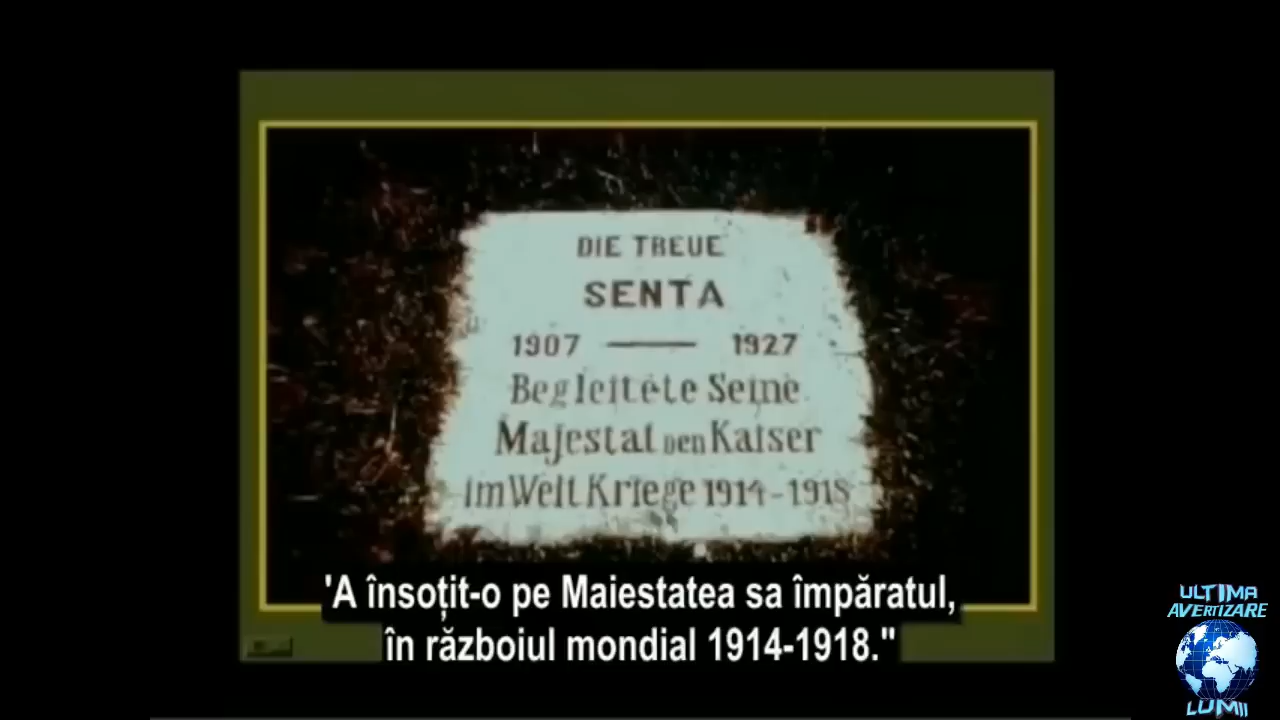 DIE TREUE
SENTA
1907 — 1927
Begleitete Seine
Majestat den Kaiser
im Welt Kriege 1914-1918
'A însoțit-o pe Maiestatea sa împăratul,
în războiul mondial 1914-1918."
ULTIMA
AVERTIZARE
LUMII